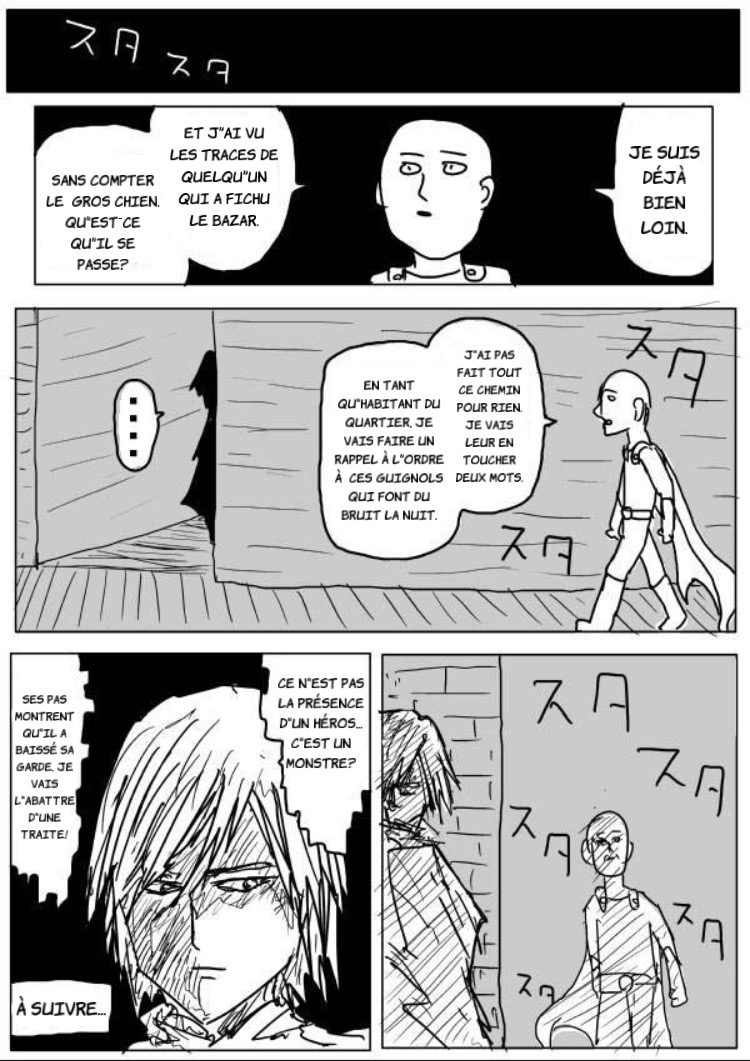 スタ
スタ
JE SUIS
DÉJÀ
BIEN
LOIN.
ET J"AI VU
LES TRACES DE
QUELQU"UN
QUI A FICHU
LE BAZAR.
SANS COMPTER
LE GROS CHIEN.
QU"EST-CE
QU"IL SE
PASSE?
スタ
J"AI PAS
FAIT TOUT
CE CHEMIN
POUR RIEN.
JE VAIS
LEUR EN
TOUCHER
DEUX MOTS.
EN TANT
QU"HABITANT DU
QUARTIER, JE
VAIS FAIRE UN
RAPPEL À L"ORDRE
À CES GUIGNOLS
QUI FONT DU
BRUIT LA NUIT.
スタ
....
CE N"EST PAS
LA PRÉSENCE
D"UN HÉROS...
C"EST UN
MONSTRE?
SES PAS
MONTRENT
QU"IL A
BAISSÉ SA
GARDE. JE
VAIS
L"ABATTRE
D"UNE
TRAITE!
À SUIVRE...
スタ
スタ
スタ
スタ
スタ